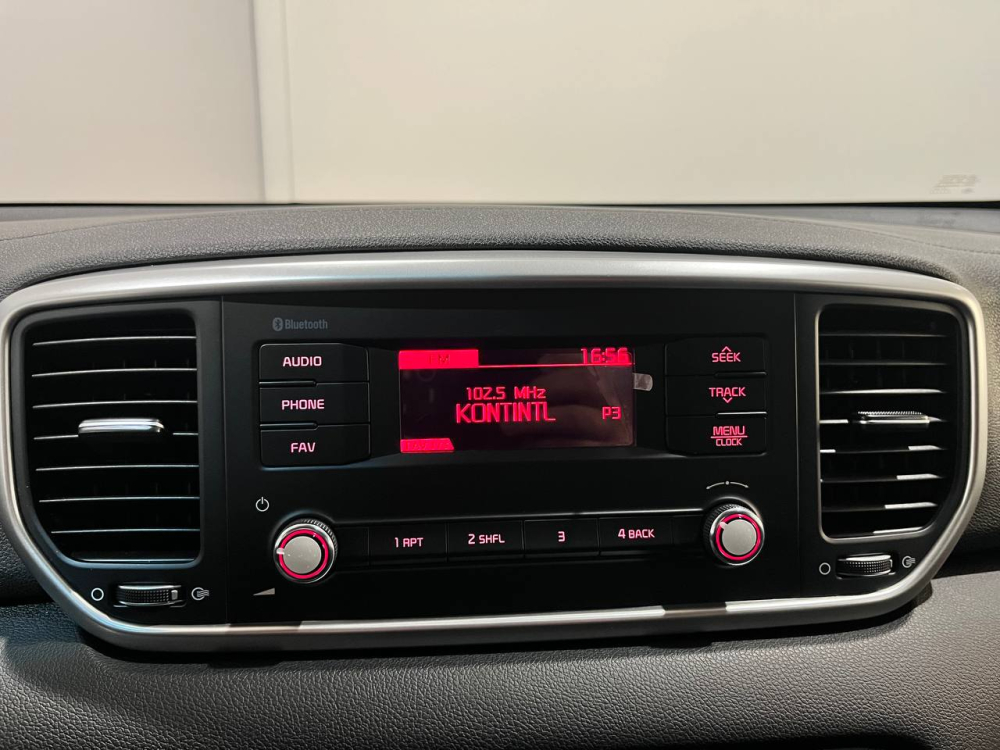 Bluetooth
AUDIO
PHONE
FAV
FM
16:56
102.5 MHz
KONTINTL
P3
SEEK
TRACK
MENU
CLOCK
1 RPT
2 SHFL
3
4 BACK